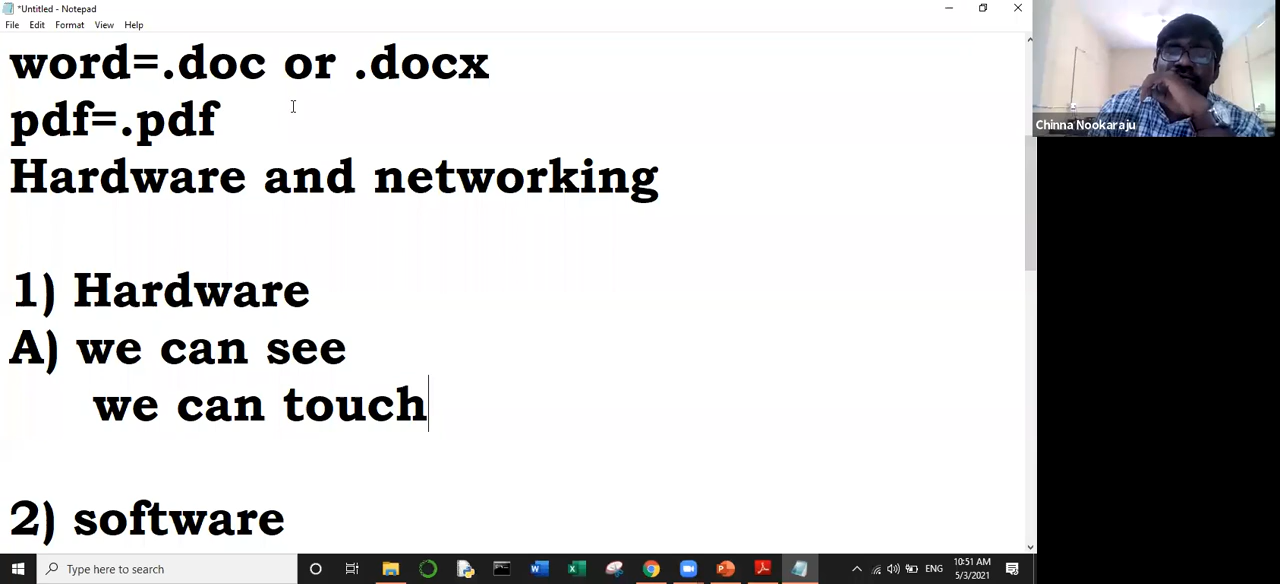 *Untitled - Notepad
File Edit Format View Help
word=.doc or .docx
pdf=.pdf
Hardware and networking
1) Hardware
A) we can see
we can touch
2) software
Chinna Nookaraju
Type here to search
ENG
10:51 AM
5/3/2021